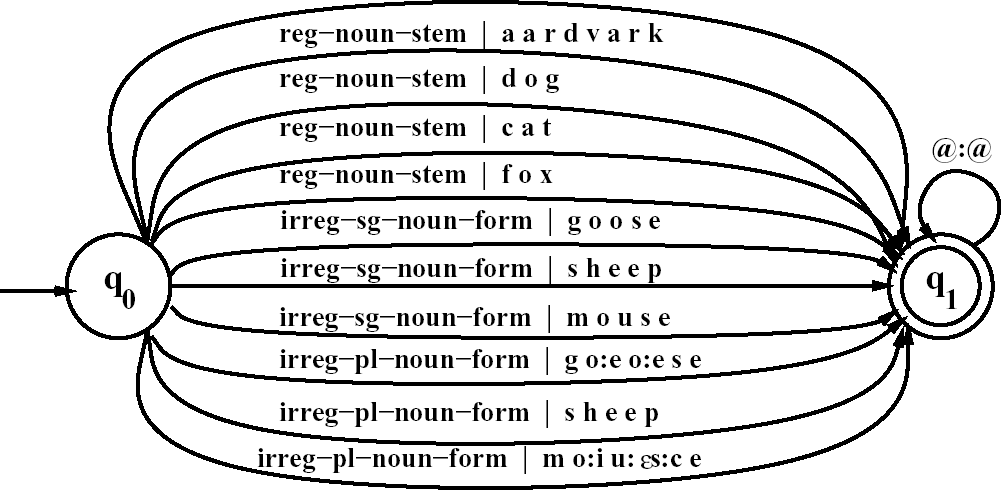 reg-noun-stem | a a r d v a r k
reg-noun-stem | d o g
reg-noun-stem | c a t
@:@
reg-noun-stem | f o x
irreg-sg-noun-form | g o o s e
irreg-sg-noun-form | s h e e p
q0
q1
irreg-sg-noun-form | m o u s e
irreg-pl-noun-form | g o:e o:e s e
irreg-pl-noun-form | s h e e p
irreg-pl-noun-form | m o:i u: εs:c e